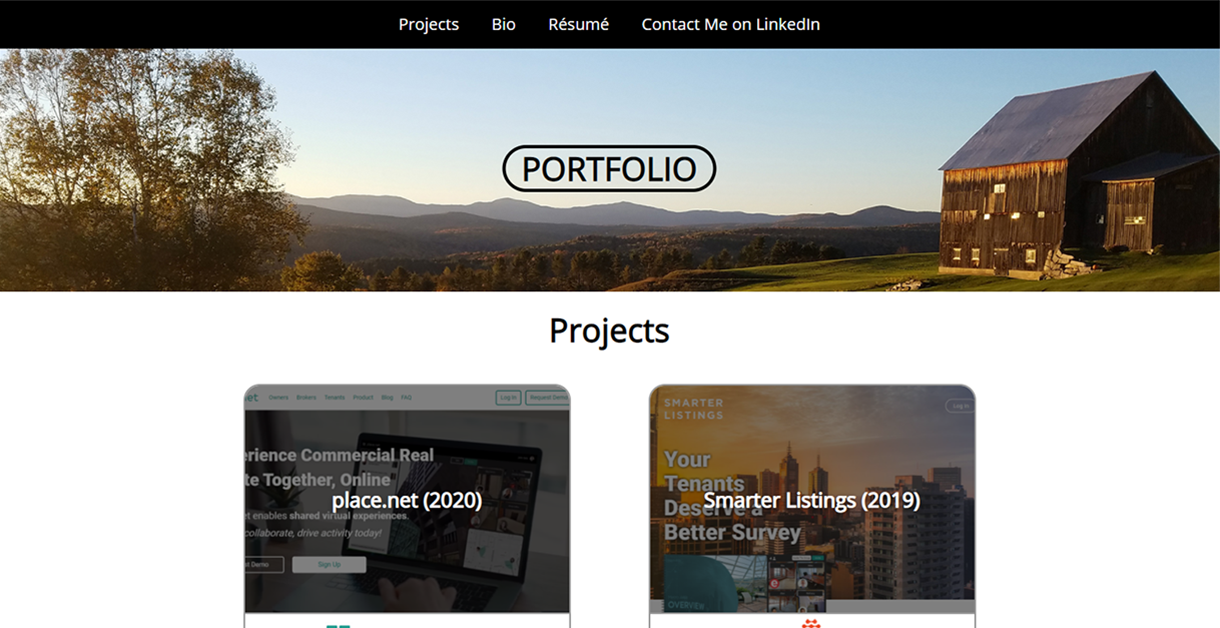 Projects Bio Résumé Contact Me on LinkedIn
PORTFOLIO
Projects
et Owners Brokers Tenants Product Blog FAQ Log In Request Demo
erience Commercial Real
te Together, Online
place.net (2020)
et enables shared virtual experiences.
collaborate, drive activity today!
t Demo Sign Up
SMARTER
LISTINGS
Log In
Your
Tenants
Deserve a
Smarter Listings (2019)
Better Survey
OVERVIEW